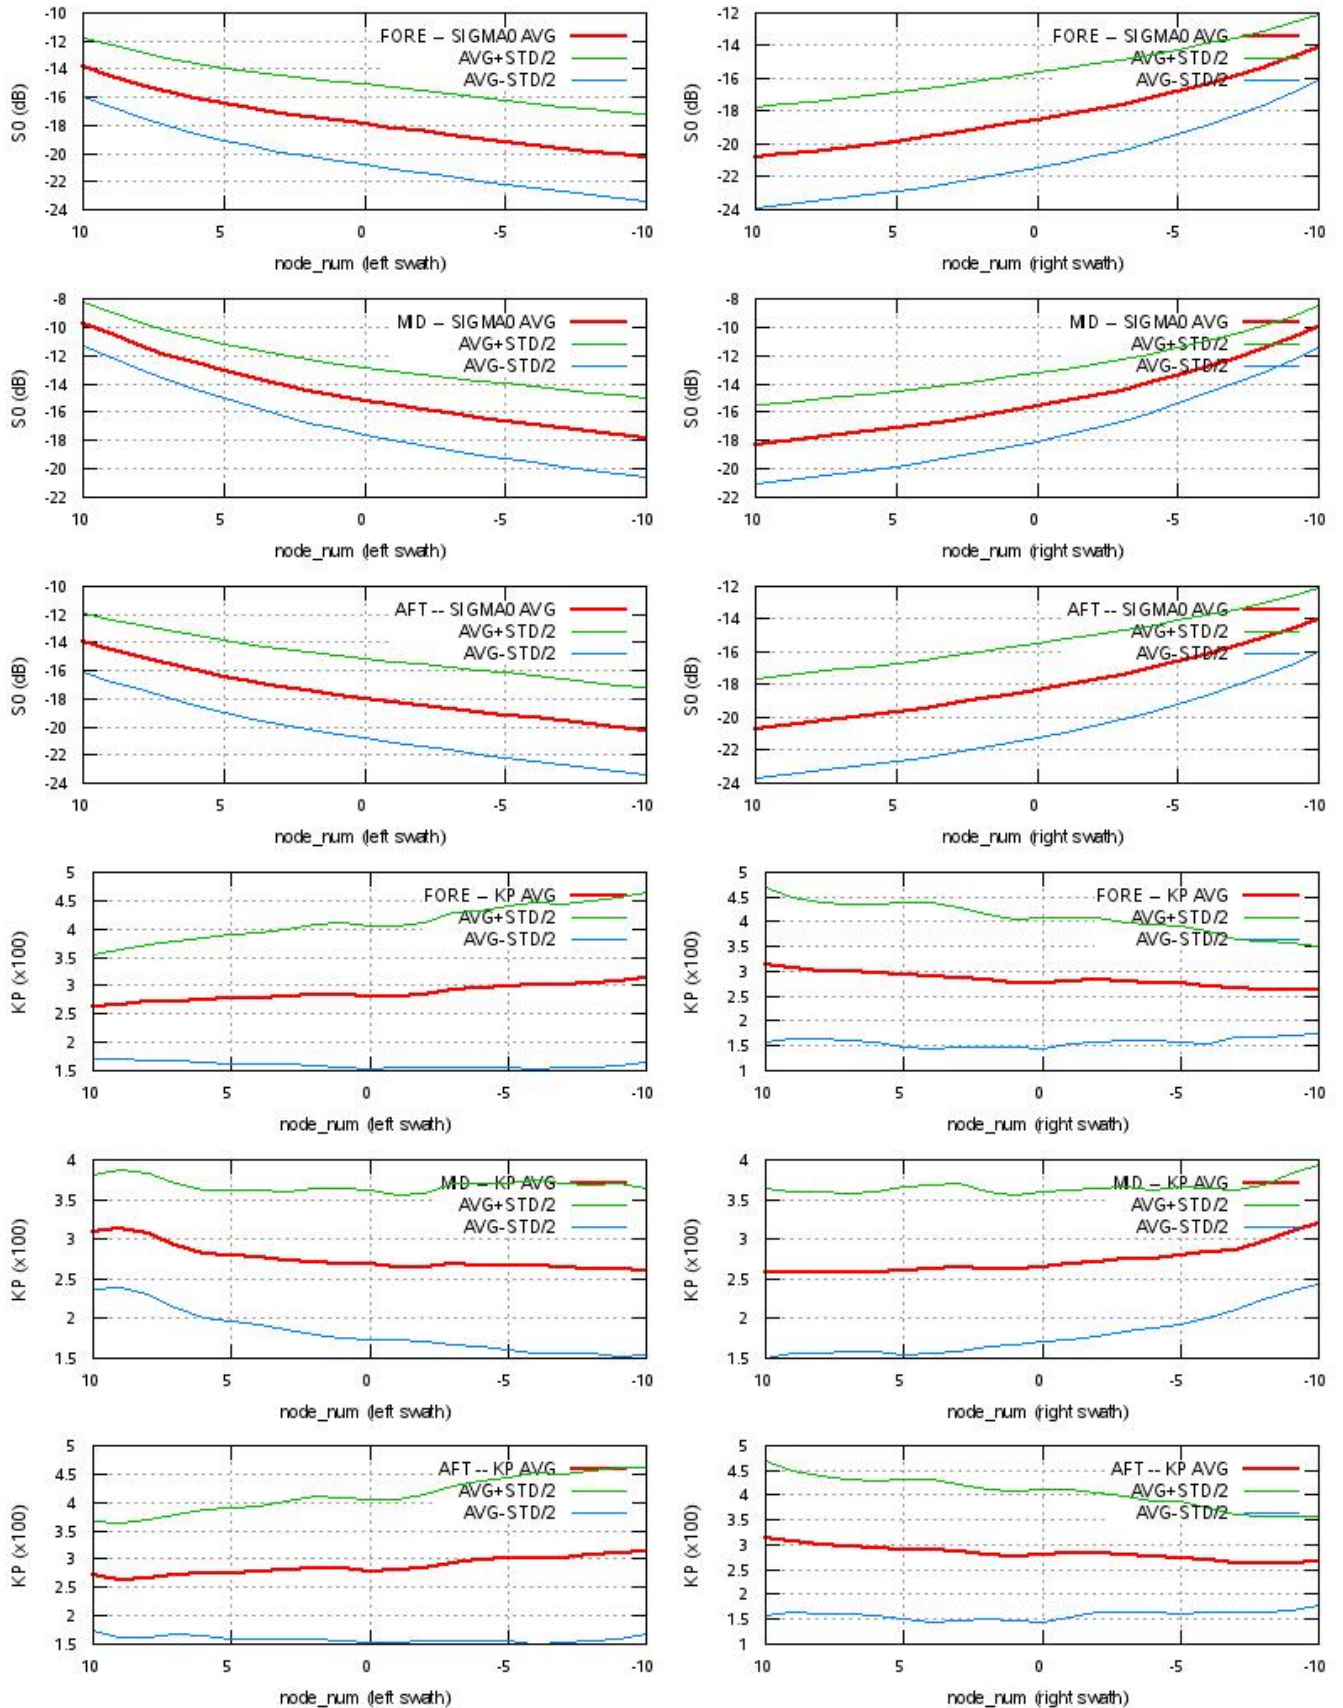 -10
-12
-14
-16
-18
-20
-22
-24
S0 (dB)
FORE -- SIGMA0 AVG
AVG+STD/2
AVG-STD/2
10 5 0 -5 -10
node_num (left swath)
-12
-14
-16
-18
-20
-22
-24
S0 (dB)
FORE -- SIGMA0 AVG
AVG+STD/2
AVG-STD/2
10 5 0 -5 -10
node_num (right swath)
-8
-10
-12
-14
-16
-18
-20
-22
S0 (dB)
MID -- SIGMA0 AVG
AVG+STD/2
AVG-STD/2
10 5 0 -5 -10
node_num (left swath)
-8
-10
-12
-14
-16
-18
-20
-22
S0 (dB)
MID -- SIGMA0 AVG
AVG+STD/2
AVG-STD/2
10 5 0 -5 -10
node_num (right swath)
-10
-12
-14
-16
-18
-20
-22
-24
S0 (dB)
AFT -- SIGMA0 AVG
AVG+STD/2
AVG-STD/2
10 5 0 -5 -10
node_num (left swath)
-12
-14
-16
-18
-20
-22
-24
S0 (dB)
AFT -- SIGMA0 AVG
AVG+STD/2
AVG-STD/2
10 5 0 -5 -10
node_num (right swath)
5
4.5
4
3.5
3
2.5
2
1.5
KP (x100)
FORE -- KP AVG
AVG+STD/2
AVG-STD/2
10 5 0 -5 -10
node_num (left swath)
5
4.5
4
3.5
3
2.5
2
1.5
1
KP (x100)
FORE -- KP AVG
AVG+STD/2
AVG-STD/2
10 5 0 -5 -10
node_num (right swath)
4
3.5
3
2.5
2
1.5
KP (x100)
MID -- KP AVG
AVG+STD/2
AVG-STD/2
10 5 0 -5 -10
node_num (left swath)
4
3.5
3
2.5
2
1.5
KP (x100)
MID -- KP AVG
AVG+STD/2
AVG-STD/2
10 5 0 -5 -10
node_num (right swath)
5
4.5
4
3.5
3
2.5
2
1.5
KP (x100)
AFT -- KP AVG
AVG+STD/2
AVG-STD/2
10 5 0 -5 -10
node_num (left swath)
5
4.5
4
3.5
3
2.5
2
1.5
1
KP (x100)
AFT -- KP AVG
AVG+STD/2
AVG-STD/2
10 5 0 -5 -10
node_num (right swath)